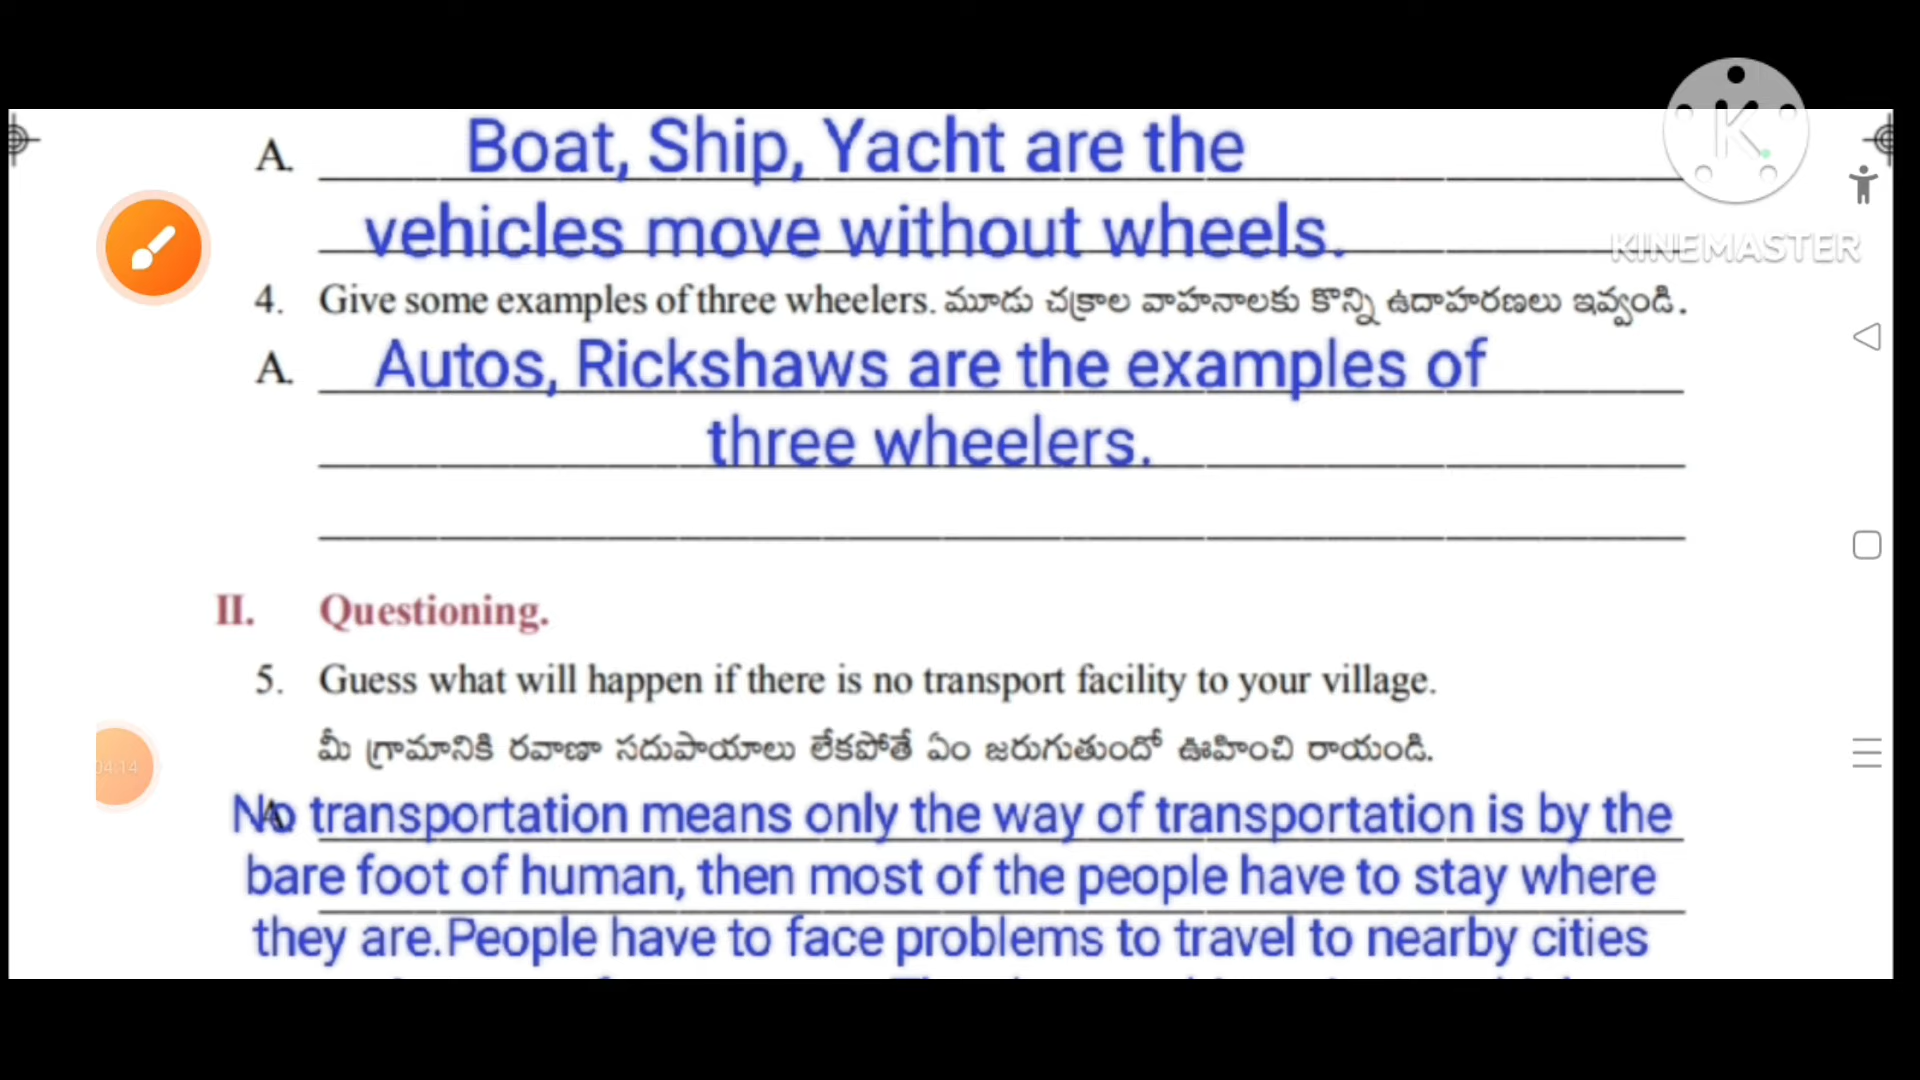 A. Boat, Ship, Yacht are the
KINEMASTER
vehicles move without wheels.
4. Give some examples of three wheelers. మూడు చక్రాల వాహనాలకు కొన్ని ఉదాహరణలు ఇవ్వండి.
A. Autos, Rickshaws are the examples of
three wheelers.
II. Questioning.
5. Guess what will happen if there is no transport facility to your village.
మీ గ్రామానికి రవాణా సదుపాయాలు లేకపోతే ఏం జరుగుతుందో ఊహించి రాయండి.
04:14
A. No transportation means only the way of transportation is by the
bare foot of human, then most of the people have to stay where
they are.People have to face problems to travel to nearby cities